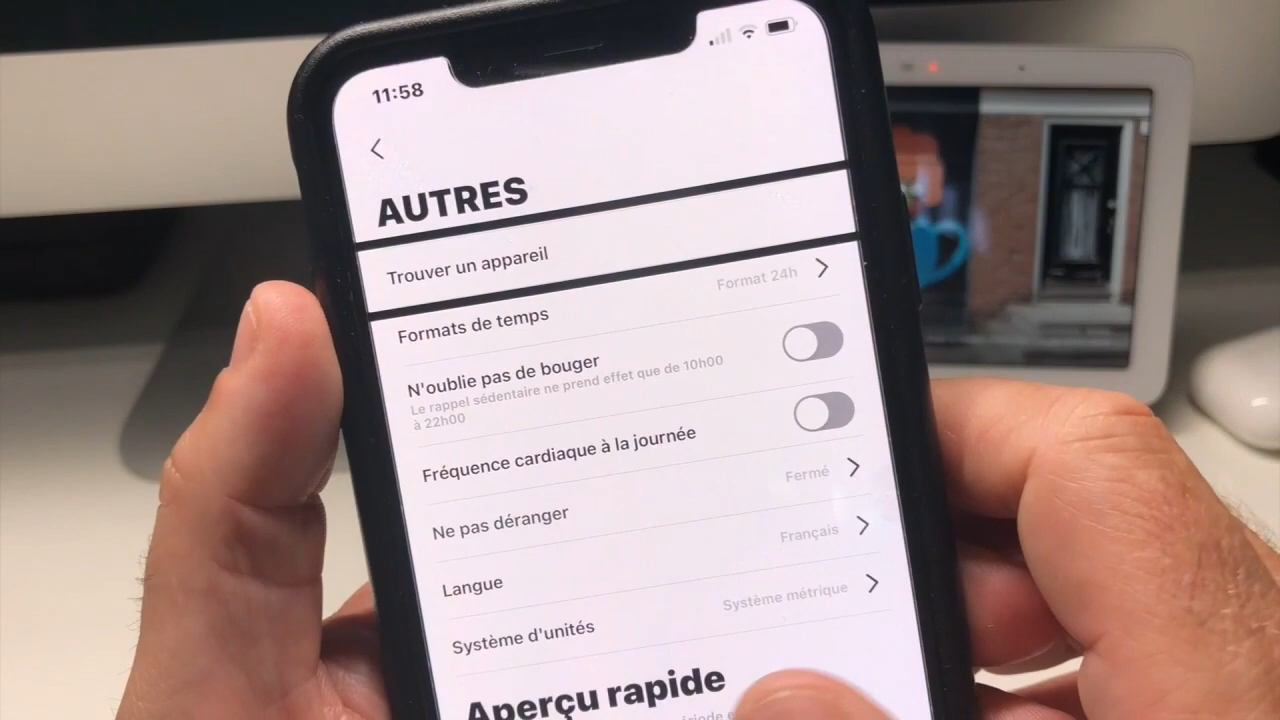 11:58
AUTRES
Trouver un appareil
Formats de temps Format 24h
N'oublie pas de bouger
Le rappel sédentaire ne prend effet que de 10h00
à 22h00
Fréquence cardiaque à la journée
Ne pas déranger Fermé
Langue Français
Système d'unités Système métrique
Aperçu rapide